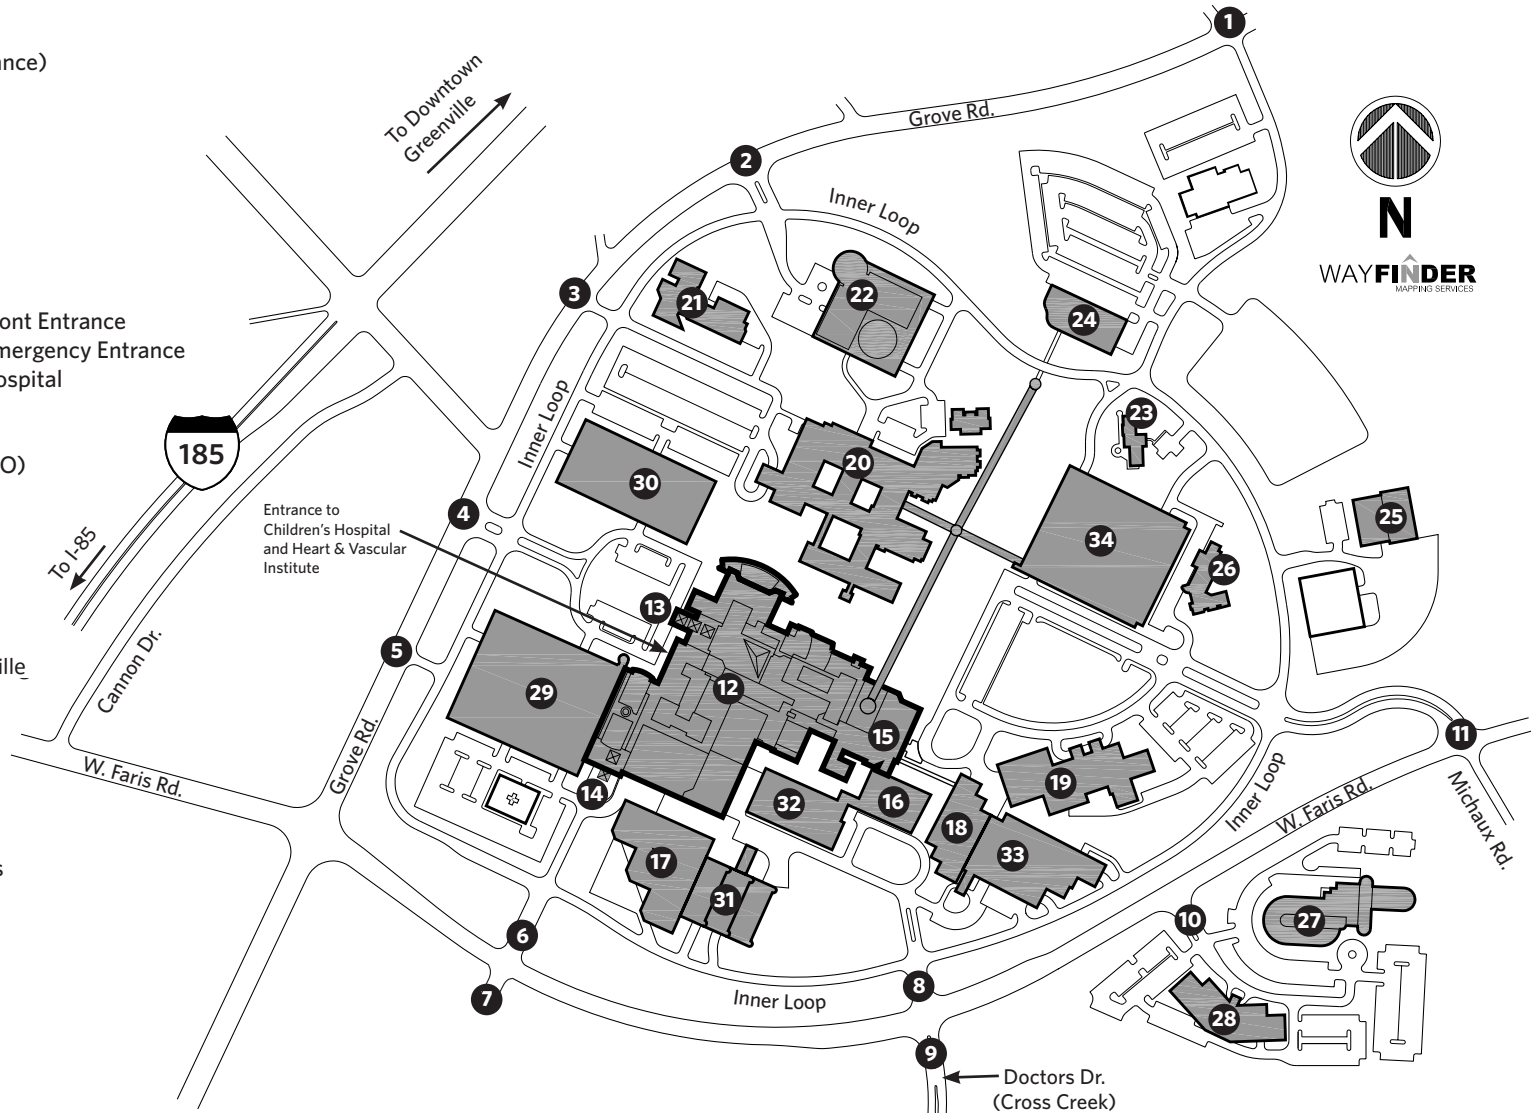 nce)
ont Entrance
mergency Entrance
ospital
O)
ille
s
To Downtown
Greenville
185
To I-85
Cannon Dr.
W. Faris Rd.
Grove Rd.
Inner Loop
Entrance to
Children's Hospital
and Heart & Vascular
Institute
Grove Rd.
Inner Loop
N
WAYFINDER
MAPPING SERVICES
1
2
3
4
5
6
7
8
9
10
11
12
13
14
15
16
17
18
19
20
21
22
23
24
25
26
27
28
29
30
31
32
33
34
Inner Loop
W. Faris Rd.
Michaux Rd.
Inner Loop
Doctors Dr.
(Cross Creek)